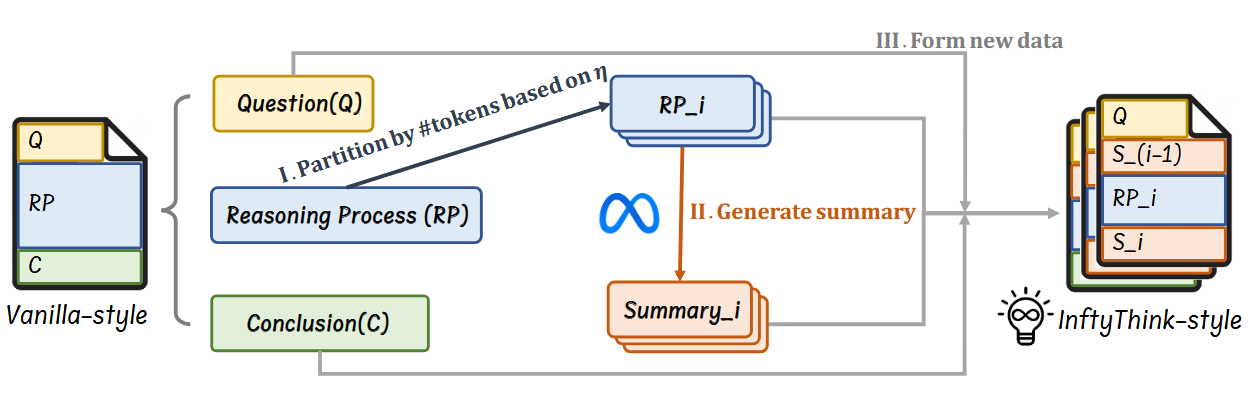 III. Form new data
Question(Q)
I. Partition by #tokens based on η
RP_i
Q
RP
C
Vanilla-style
Reasoning Process (RP)
II. Generate summary
Conclusion(C)
Summary_i
Q
S_(i-1)
RP_i
S_i
InftyThink-style